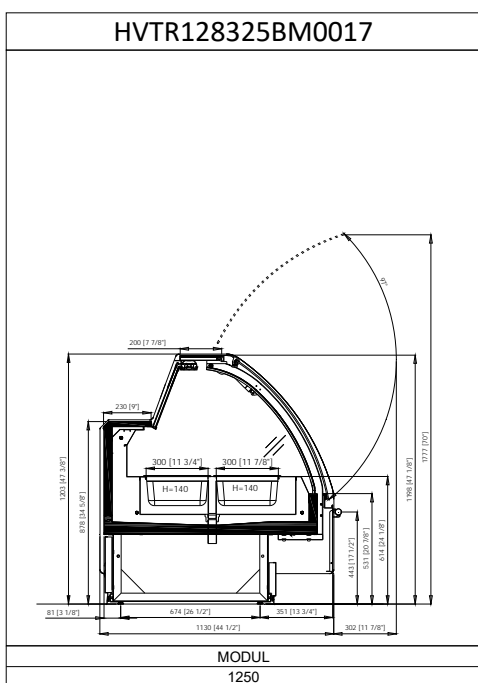 HVTR128325BM0017
97°
200 [7 7/8"]
230 [9"]
300 [11 3/4"]
300 [11 7/8"]
H=140
H=140
1203 [47 3/8"]
878 [34 5/8"]
443 [17 1/2"]
531 [20 7/8"]
614 [24 1/8"]
1198 [47 1/8"]
1777 [70"]
81 [3 1/8"]
674 [26 1/2"]
351 [13 3/4"]
1130 [44 1/2"]
302 [11 7/8"]
MODUL
1250